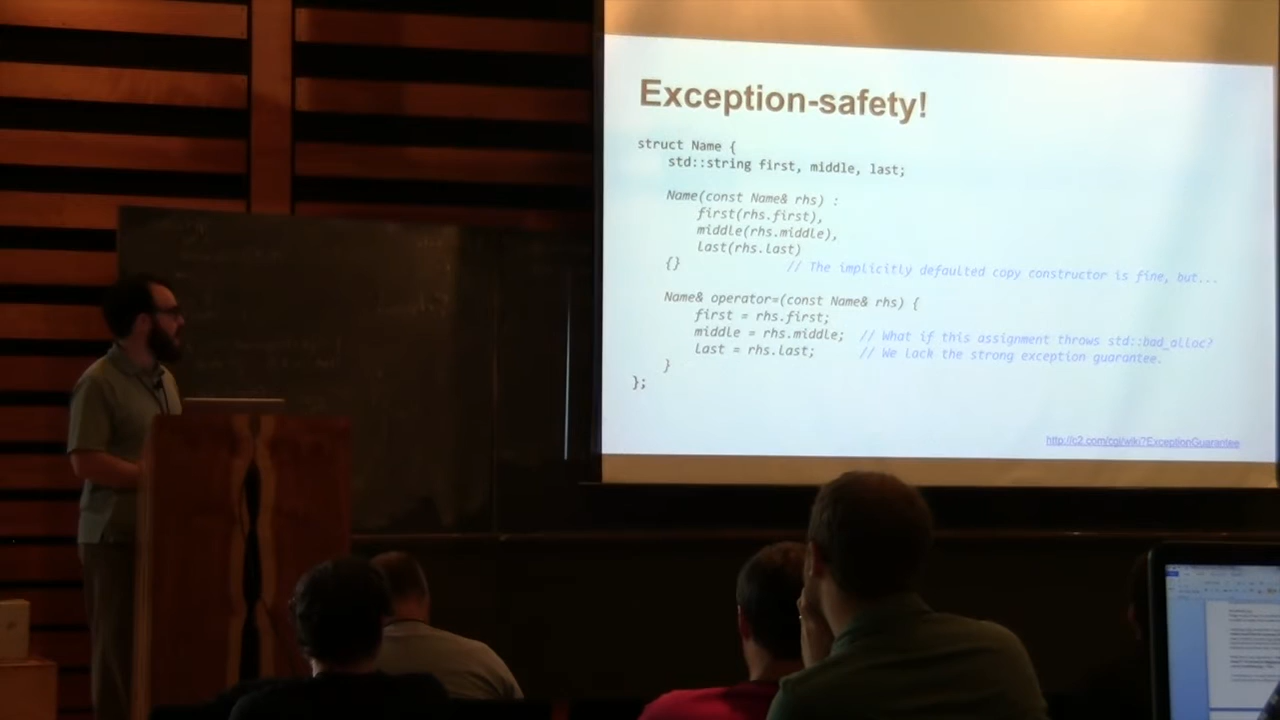 Exception-safety!
struct Name {
std::string first, middle, last;
Name(const Name& rhs) :
first(rhs.first),
middle(rhs.middle),
last(rhs.last)
{} // The implicitly defaulted copy constructor is fine, but...
Name& operator=(const Name& rhs) {
first = rhs.first;
middle = rhs.middle; // What if this assignment throws std::bad_alloc?
last = rhs.last; // We lack the strong exception guarantee.
}
};
http://c2.com/cgi/wiki?ExceptionGuarantee